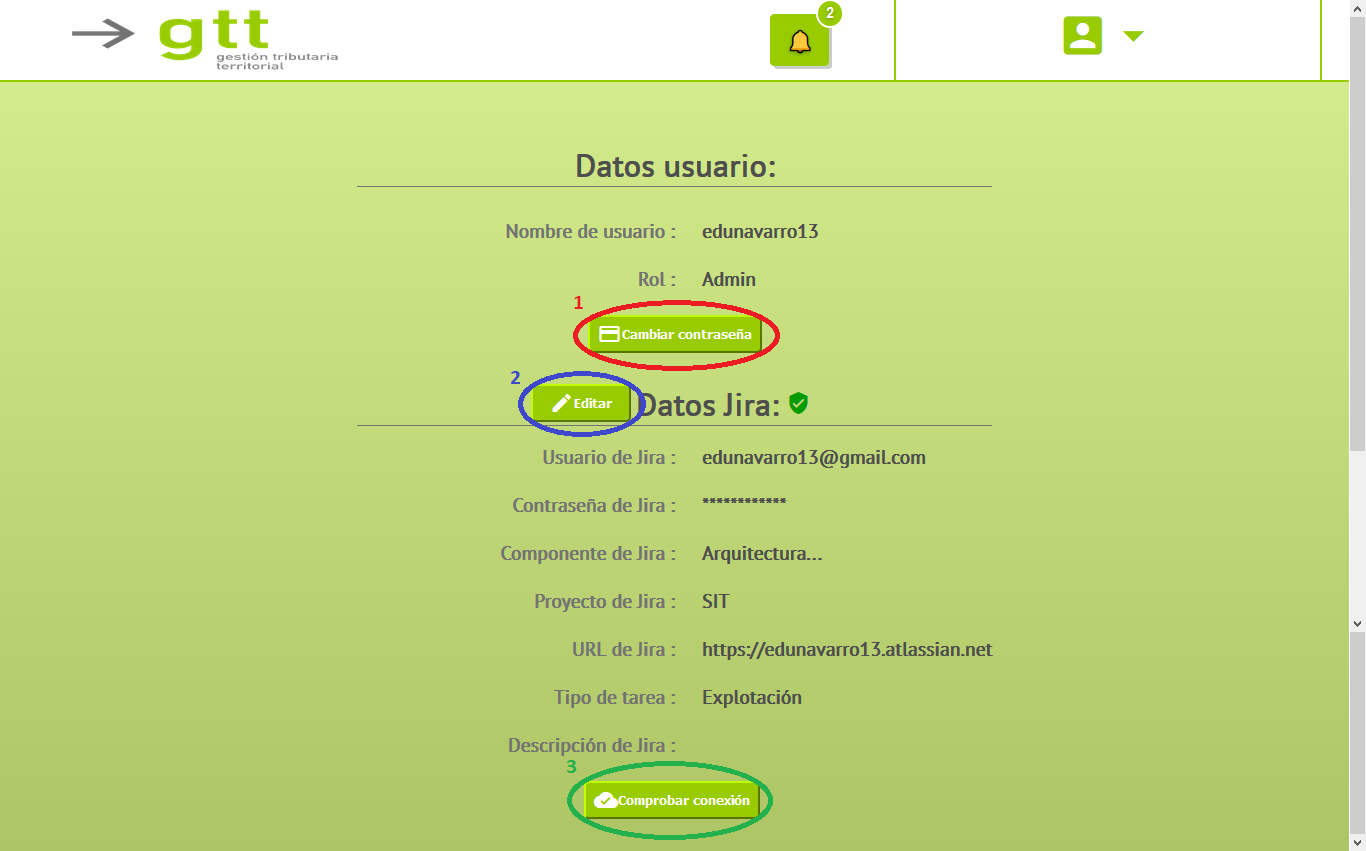 gtt
gestión tributaria
territorial
2
Datos usuario:
Nombre de usuario : edunavarro13
Rol : Admin
1
Cambiar contraseña
2
Editar Datos Jira:
Usuario de Jira : edunavarro13@gmail.com
Contraseña de Jira : ************
Componente de Jira : Arquitectura...
Proyecto de Jira : SIT
URL de Jira : https://edunavarro13.atlassian.net
Tipo de tarea : Explotación
Descripción de Jira :
3
Comprobar conexión